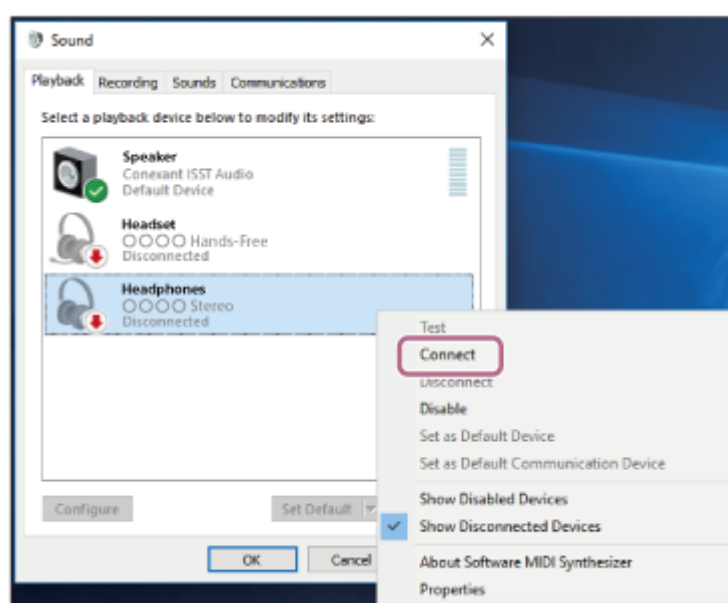 Sound
Playback Recording Sounds Communications
Select a playback device below to modify its settings:
Speaker
Conexant ISST Audio
Default Device
Headset
○○○○ Hands-Free
Disconnected
Headphones
○○○○ Stereo
Disconnected
Test
Connect
Disconnect
Disable
Set as Default Device
Set as Default Communication Device
Show Disabled Devices
Show Disconnected Devices
About Software MIDI Synthesizer
Properties
Configure Set Default
OK Cancel